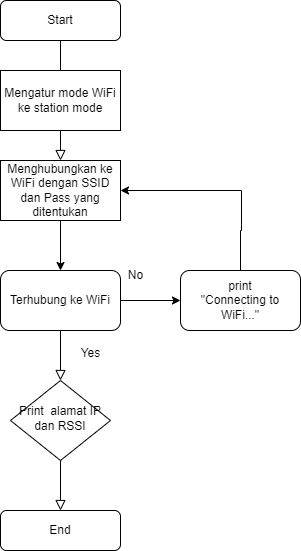 Start
Mengatur mode WiFi
ke station mode
Menghubungkan ke
WiFi dengan SSID
dan Pass yang
ditentukan
Terhubung ke WiFi
No
print
"Connecting to
WiFi..."
Yes
Print alamat IP
dan RSSI
End